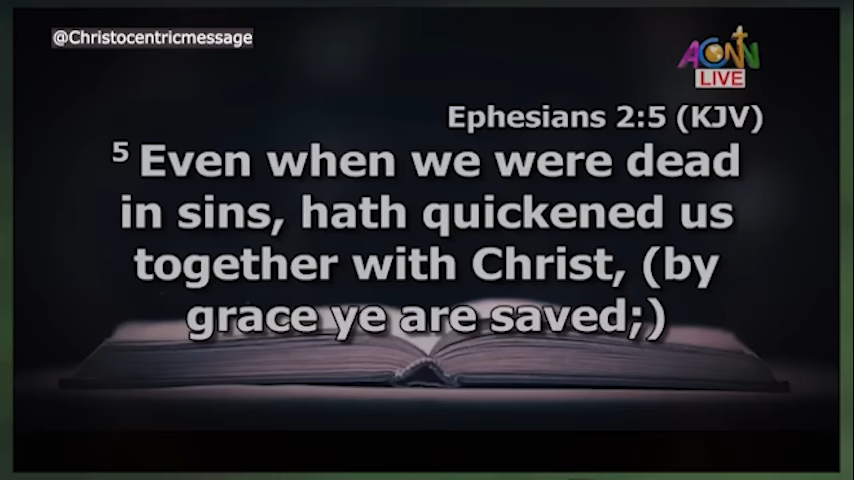 @Christocentricmessage
ACNN
LIVE
Ephesians 2:5 (KJV)
5 Even when we were dead
in sins, hath quickened us
together with Christ, (by
grace ye are saved;)